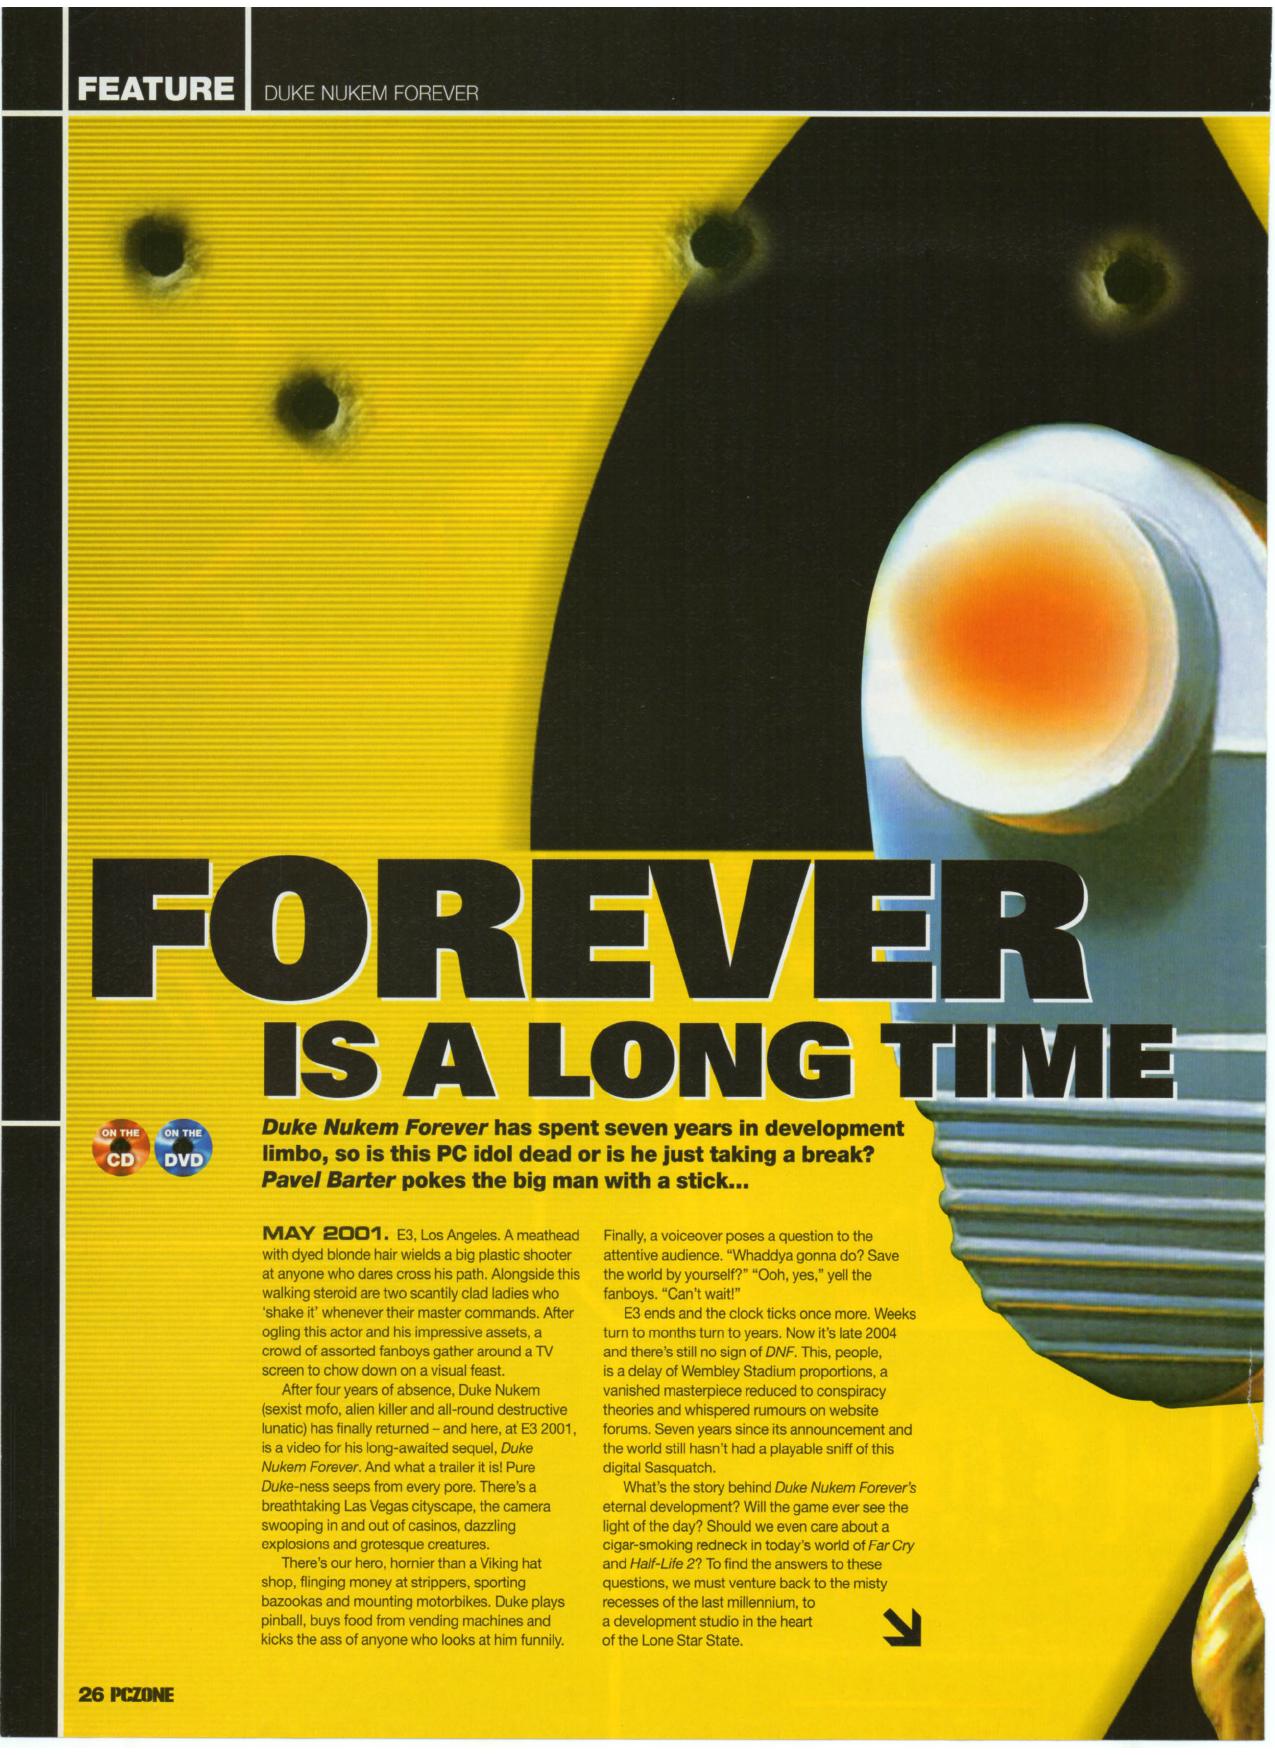 FEATURE
DUKE NUKEM FOREVER
FOREVER
IS A LONG TIME
ON THE
CD
ON THE
DVD
Duke Nukem Forever has spent seven years in development
limbo, so is this PC idol dead or is he just taking a break?
Pavel Barter pokes the big man with a stick...
MAY 2001. E3, Los Angeles. A meathead
with dyed blonde hair wields a big plastic shooter
at anyone who dares cross his path. Alongside this
walking steroid are two scantily clad ladies who
'shake it' whenever their master commands. After
ogling this actor and his impressive assets, a
crowd of assorted fanboys gather around a TV
screen to chow down on a visual feast.
After four years of absence, Duke Nukem
(sexist mofo, alien killer and all-round destructive
lunatic) has finally returned – and here, at E3 2001,
is a video for his long-awaited sequel, Duke
Nukem Forever. And what a trailer it is! Pure
Duke-ness seeps from every pore. There's a
breathtaking Las Vegas cityscape, the camera
swooping in and out of casinos, dazzling
explosions and grotesque creatures.
There's our hero, hornier than a Viking hat
shop, flinging money at strippers, sporting
bazookas and mounting motorbikes. Duke plays
pinball, buys food from vending machines and
kicks the ass of anyone who looks at him funnily.
Finally, a voiceover poses a question to the
attentive audience. "Whaddya gonna do? Save
the world by yourself?" "Ooh, yes," yell the
fanboys. "Can't wait!"
E3 ends and the clock ticks once more. Weeks
turn to months turn to years. Now it's late 2004
and there's still no sign of DNF. This, people,
is a delay of Wembley Stadium proportions, a
vanished masterpiece reduced to conspiracy
theories and whispered rumours on website
forums. Seven years since its announcement and
the world still hasn't had a playable sniff of this
digital Sasquatch.
What's the story behind Duke Nukem Forever's
eternal development? Will the game ever see the
light of the day? Should we even care about a
cigar-smoking redneck in today's world of Far Cry
and Half-Life 2? To find the answers to these
questions, we must venture back to the misty
recesses of the last millennium, to
a development studio in the heart
of the Lone Star State.
26 PCZONE